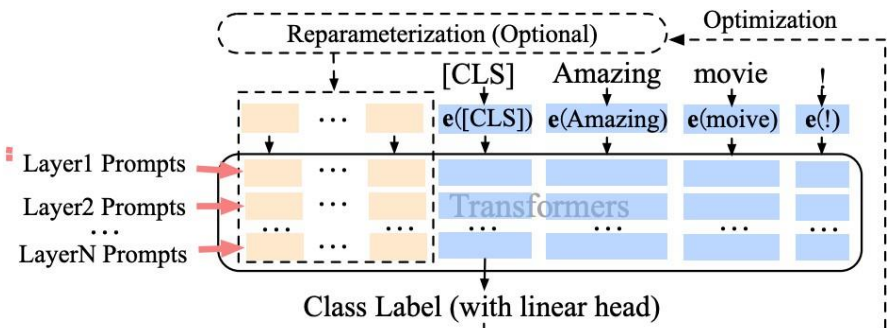 Reparameterization (Optional)
Optimization
[CLS] Amazing movie !
... e([CLS]) e(Amazing) e(moive) e(!)
Layer1 Prompts ...
Layer2 Prompts Transformers
... ... ... ... ... ...
LayerN Prompts ...
Class Label (with linear head)